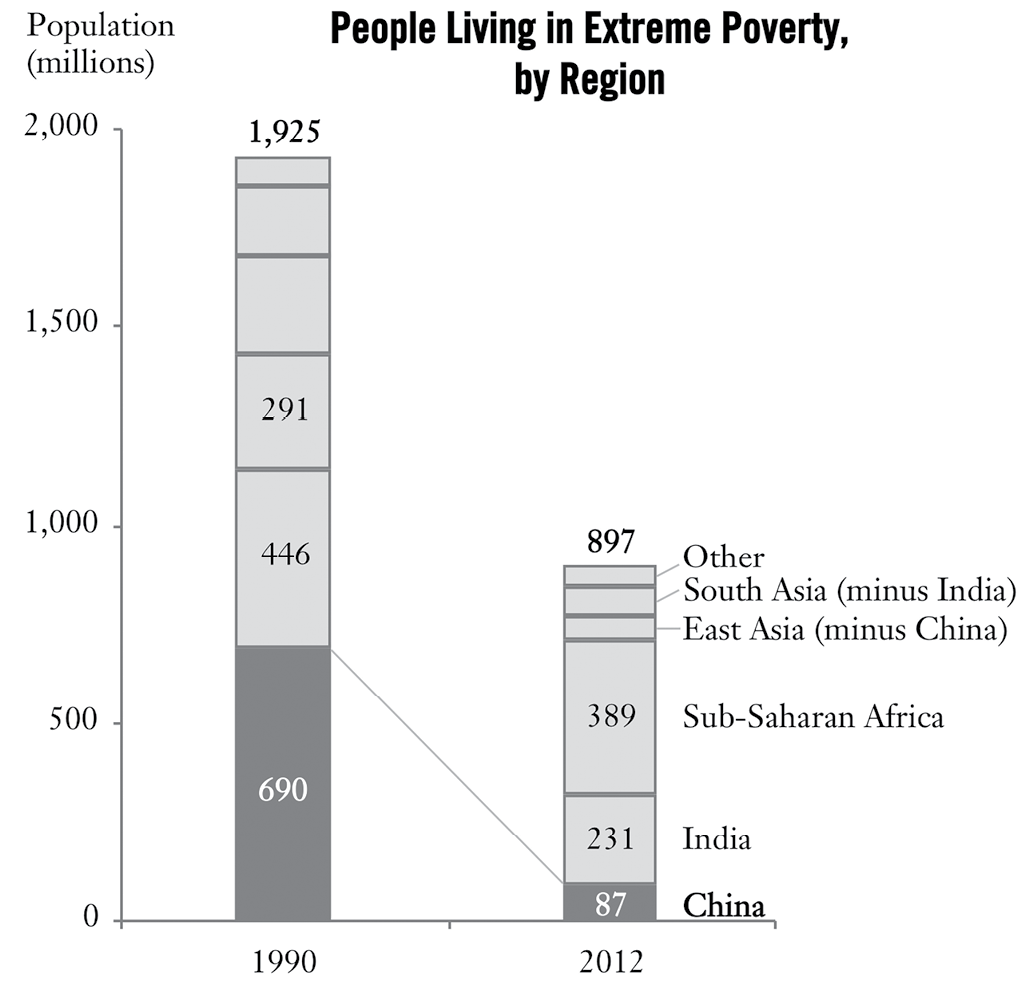 Population
(millions)
People Living in Extreme Poverty,
by Region
2,000
1,500
1,000
500
0
1,925
291
446
690
1990
897
389
231
87
2012
Other
South Asia (minus India)
East Asia (minus China)
Sub-Saharan Africa
India
China